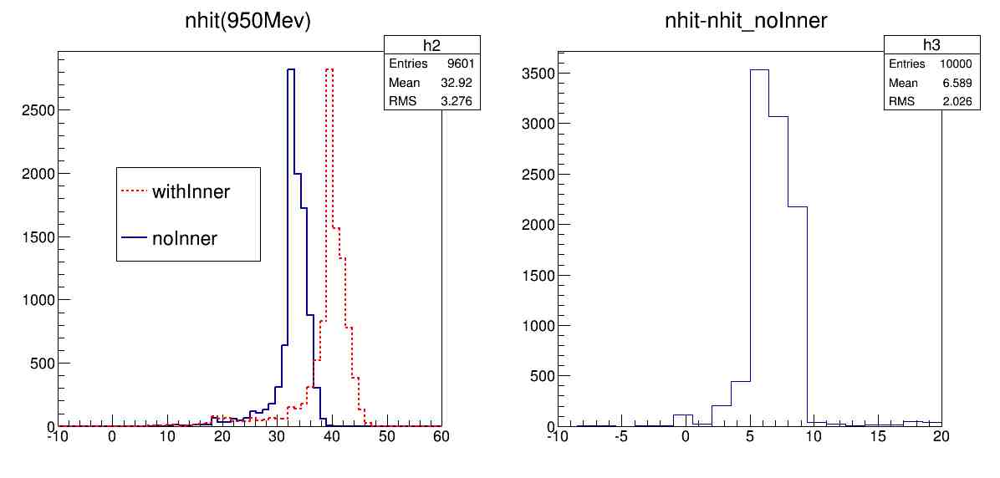 nhit(950Mev)
h2
Entries 9601
Mean 32.92
RMS 3.276
2500
2000
1500
1000
500
0
-10 0 10 20 30 40 50 60
withInner
noInner
nhit-nhit_noInner
h3
Entries 10000
Mean 6.589
RMS 2.026
3500
3000
2500
2000
1500
1000
500
0
-10 -5 0 5 10 15 20